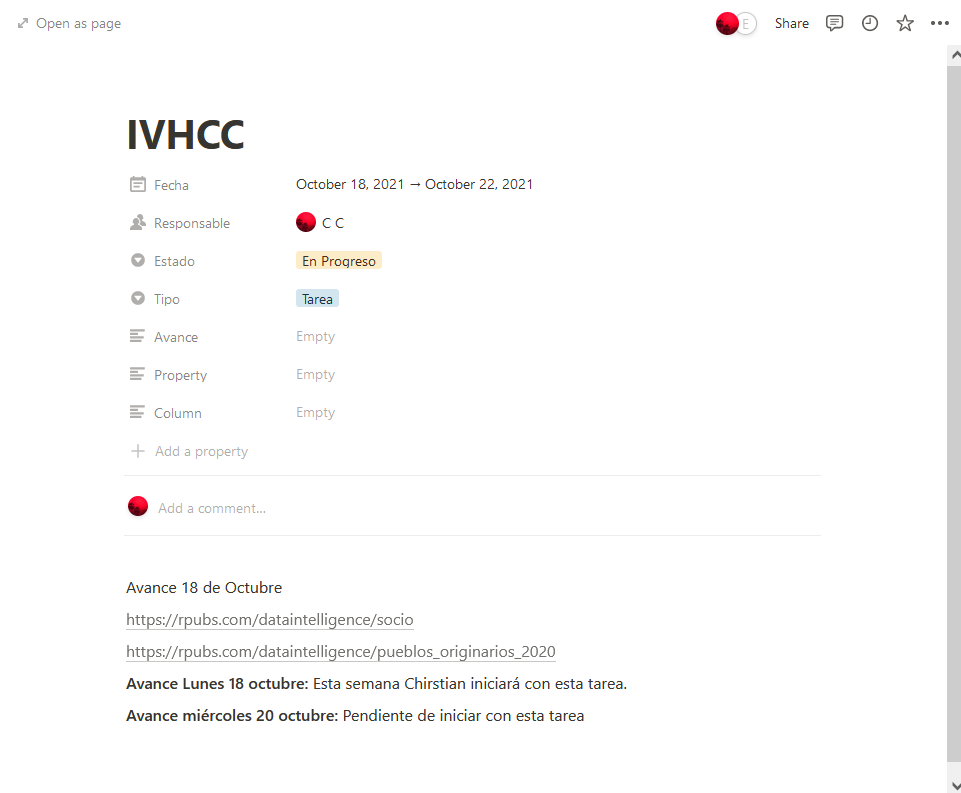 Open as page
E
Share
IVHCC
Fecha
October 18, 2021 → October 22, 2021
Responsable
C C
Estado
En Progreso
Tipo
Tarea
Avance
Empty
Property
Empty
Column
Empty
Add a property
Add a comment...
Avance 18 de Octubre
https://rpubs.com/dataintelligence/socio
https://rpubs.com/dataintelligence/pueblos_originarios_2020
Avance Lunes 18 octubre: Esta semana Chirstian iniciará con esta tarea.
Avance miércoles 20 octubre: Pendiente de iniciar con esta tarea